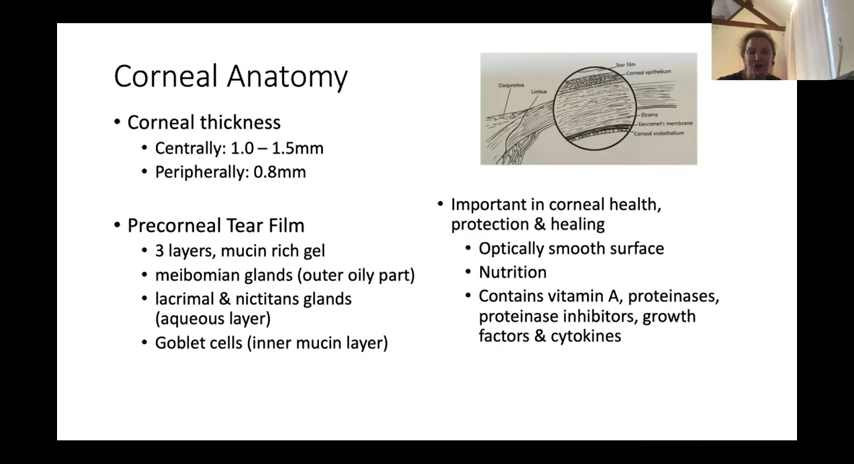 Corneal Anatomy
• Corneal thickness
• Centrally: 1.0 – 1.5mm
• Peripherally: 0.8mm
• Precorneal Tear Film
• 3 layers, mucin rich gel
• meibomian glands (outer oily part)
• lacrimal & nictitans glands
(aqueous layer)
• Goblet cells (inner mucin layer)
Tear film
Corneal epithelium
Conjunctiva
Limbus
Stroma
Descemet's membrane
Corneal endothelium
• Important in corneal health,
protection & healing
• Optically smooth surface
• Nutrition
• Contains vitamin A, proteinases,
proteinase inhibitors, growth
factors & cytokines